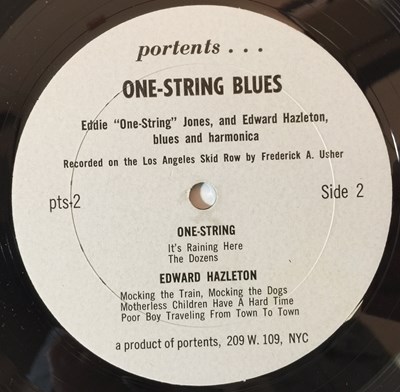 portents . . .
ONE-STRING BLUES
Eddie "One-String" Jones, and Edward Hazleton,
blues and harmonica
Recorded on the Los Angeles Skid Row by Frederick A. Usher
pts-2
Side 2
ONE-STRING
It's Raining Here
The Dozens
EDWARD HAZLETON
Mocking the Train, Mocking the Dogs
Motherless Children Have A Hard Time
Poor Boy Traveling From Town To Town
a product of portents, 209 W. 109, NYC